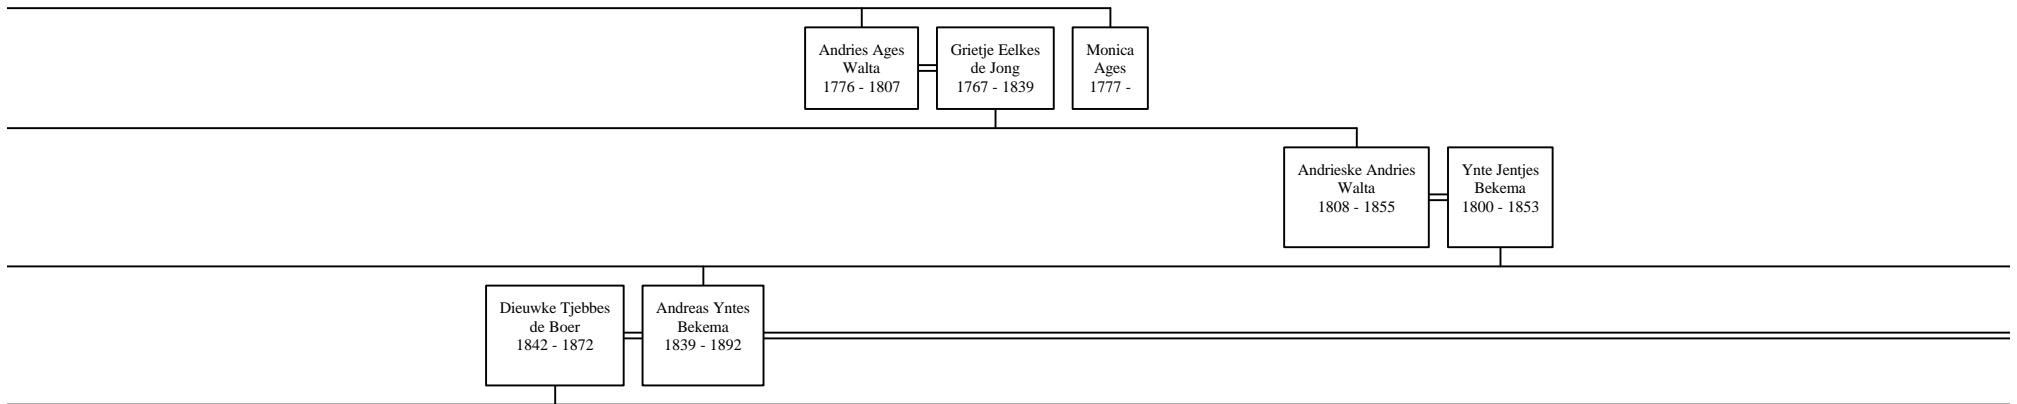 Andries Ages
Walta
1776 - 1807
Grietje Eelkes
de Jong
1767 - 1839
Monica
Ages
1777 -
Andrieske Andries
Walta
1808 - 1855
Ynte Jentjes
Bekema
1800 - 1853
Dieuwke Tjebbes
de Boer
1842 - 1872
Andreas Yntes
Bekema
1839 - 1892